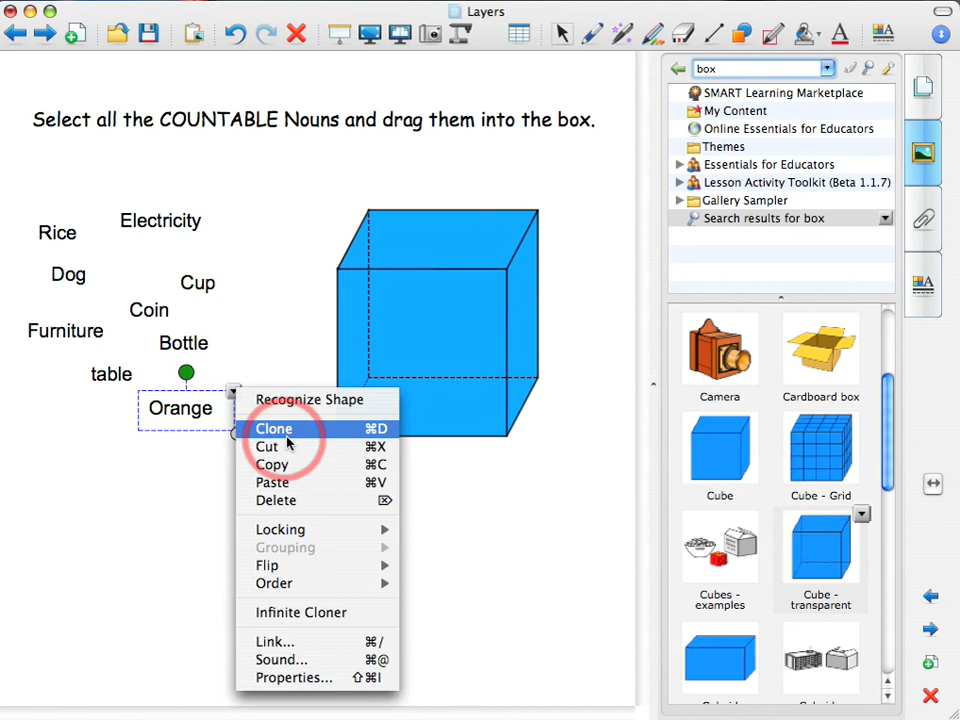 Layers
box
SMART Learning Marketplace
My Content
Online Essentials for Educators
Themes
Essentials for Educators
Lesson Activity Toolkit (Beta 1.1.7)
Gallery Sampler
Search results for box
Select all the COUNTABLE Nouns and drag them into the box.
Electricity
Rice
Dog
Cup
Coin
Furniture
Bottle
table
Orange
Recognize Shape
Clone ⌘D
Cut ⌘X
Copy ⌘C
Paste ⌘V
Delete ⌦
Locking
Grouping
Flip
Order
Infinite Cloner
Link... ⌘/
Sound... ⌘@
Properties... ⇧⌘I
Camera
Cardboard box
Cube
Cube - Grid
Cubes -
examples
Cube -
transparent